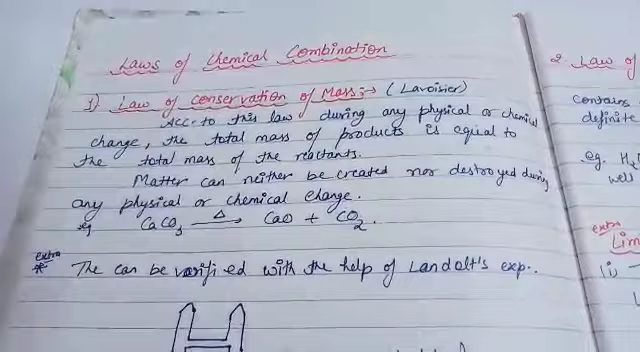 Laws of Chemical Combination
1) Law of conservation of Mass :→ (Lavoisier)
Acc. to this law during any physical or chemical
change, the total mass of products is equal to
the total mass of the reactants.
Matter can neither be created nor destroyed during
any physical or chemical change.
eg CaCO3 —Δ→ CaO + CO2.
extra
* The can be varified with the help of Landolt's exp..
2. Law of
contains
definite
eg. H2
well
extra
Lim
(i) -